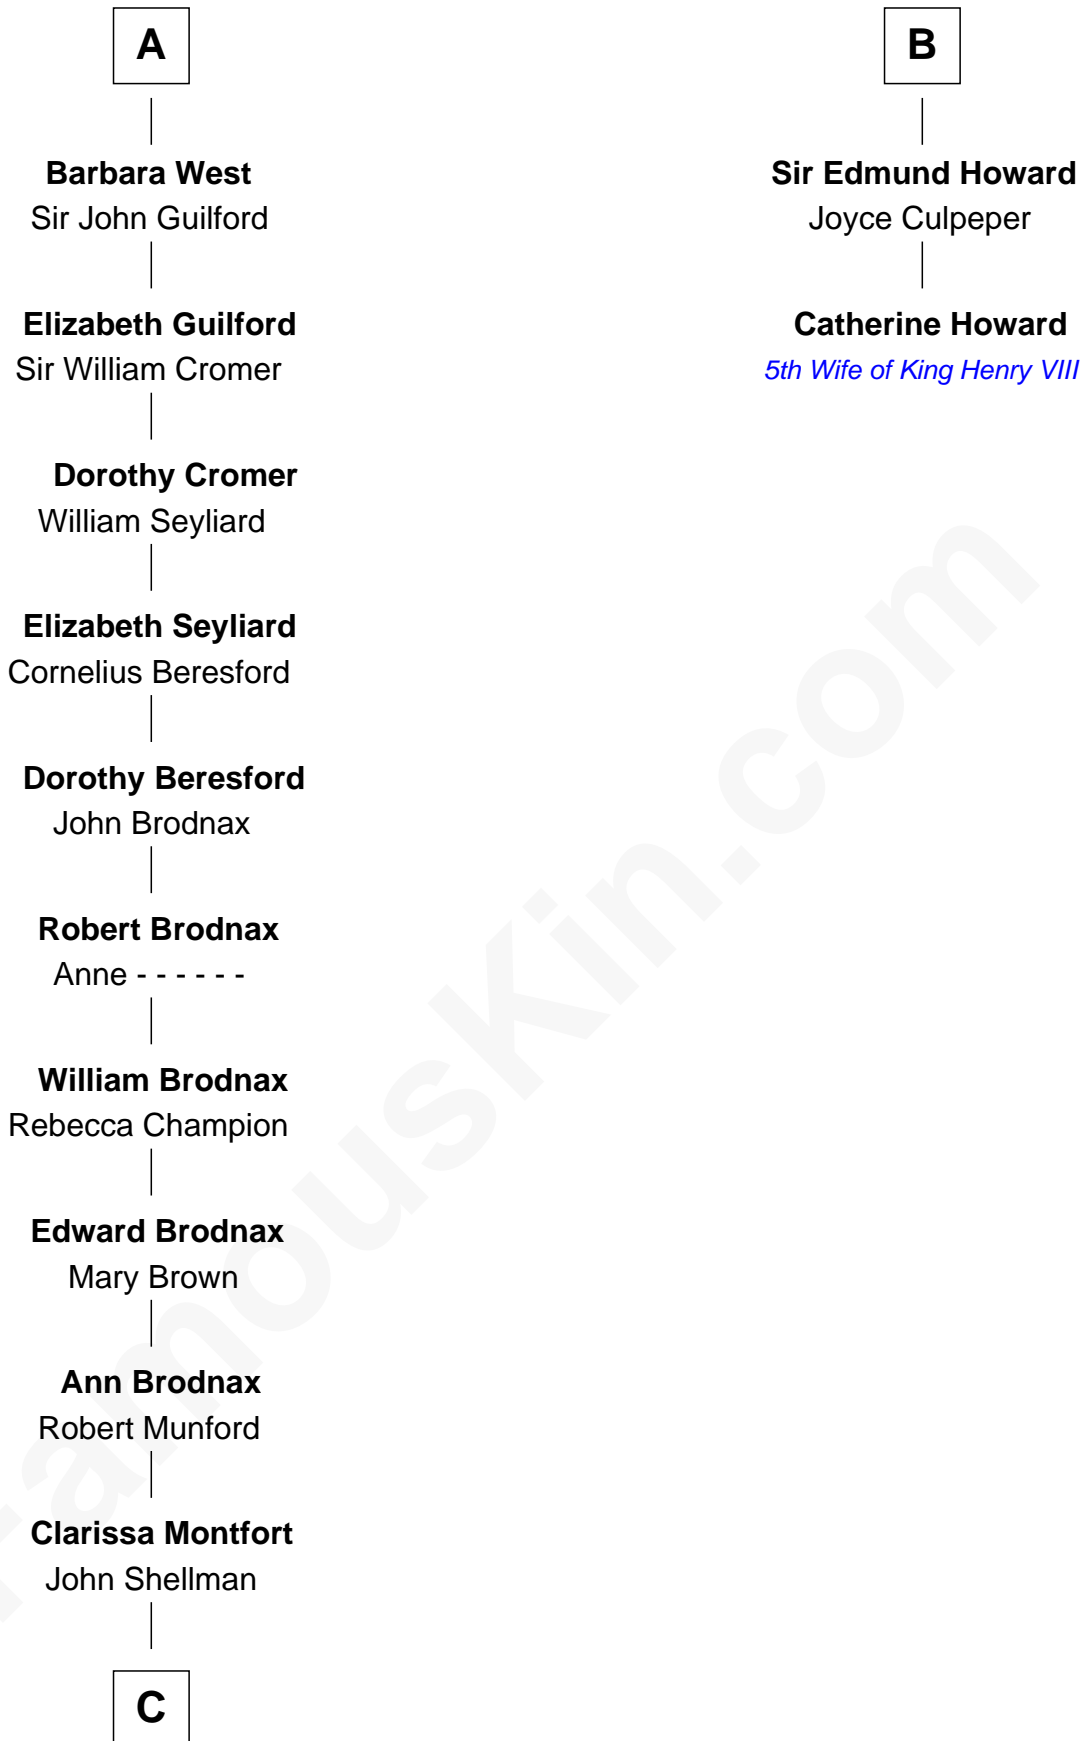 A
Barbara West
Sir John Guilford
Elizabeth Guilford
Sir William Cromer
Dorothy Cromer
William Seyliard
Elizabeth Seyliard
Cornelius Beresford
Dorothy Beresford
John Brodnax
Robert Brodnax
Anne - - - - - -
William Brodnax
Rebecca Champion
Edward Brodnax
Mary Brown
Ann Brodnax
Robert Munford
Clarissa Montfort
John Shellman
C
B
Sir Edmund Howard
Joyce Culpeper
Catherine Howard
5th Wife of King Henry VIII
FamousKin.com